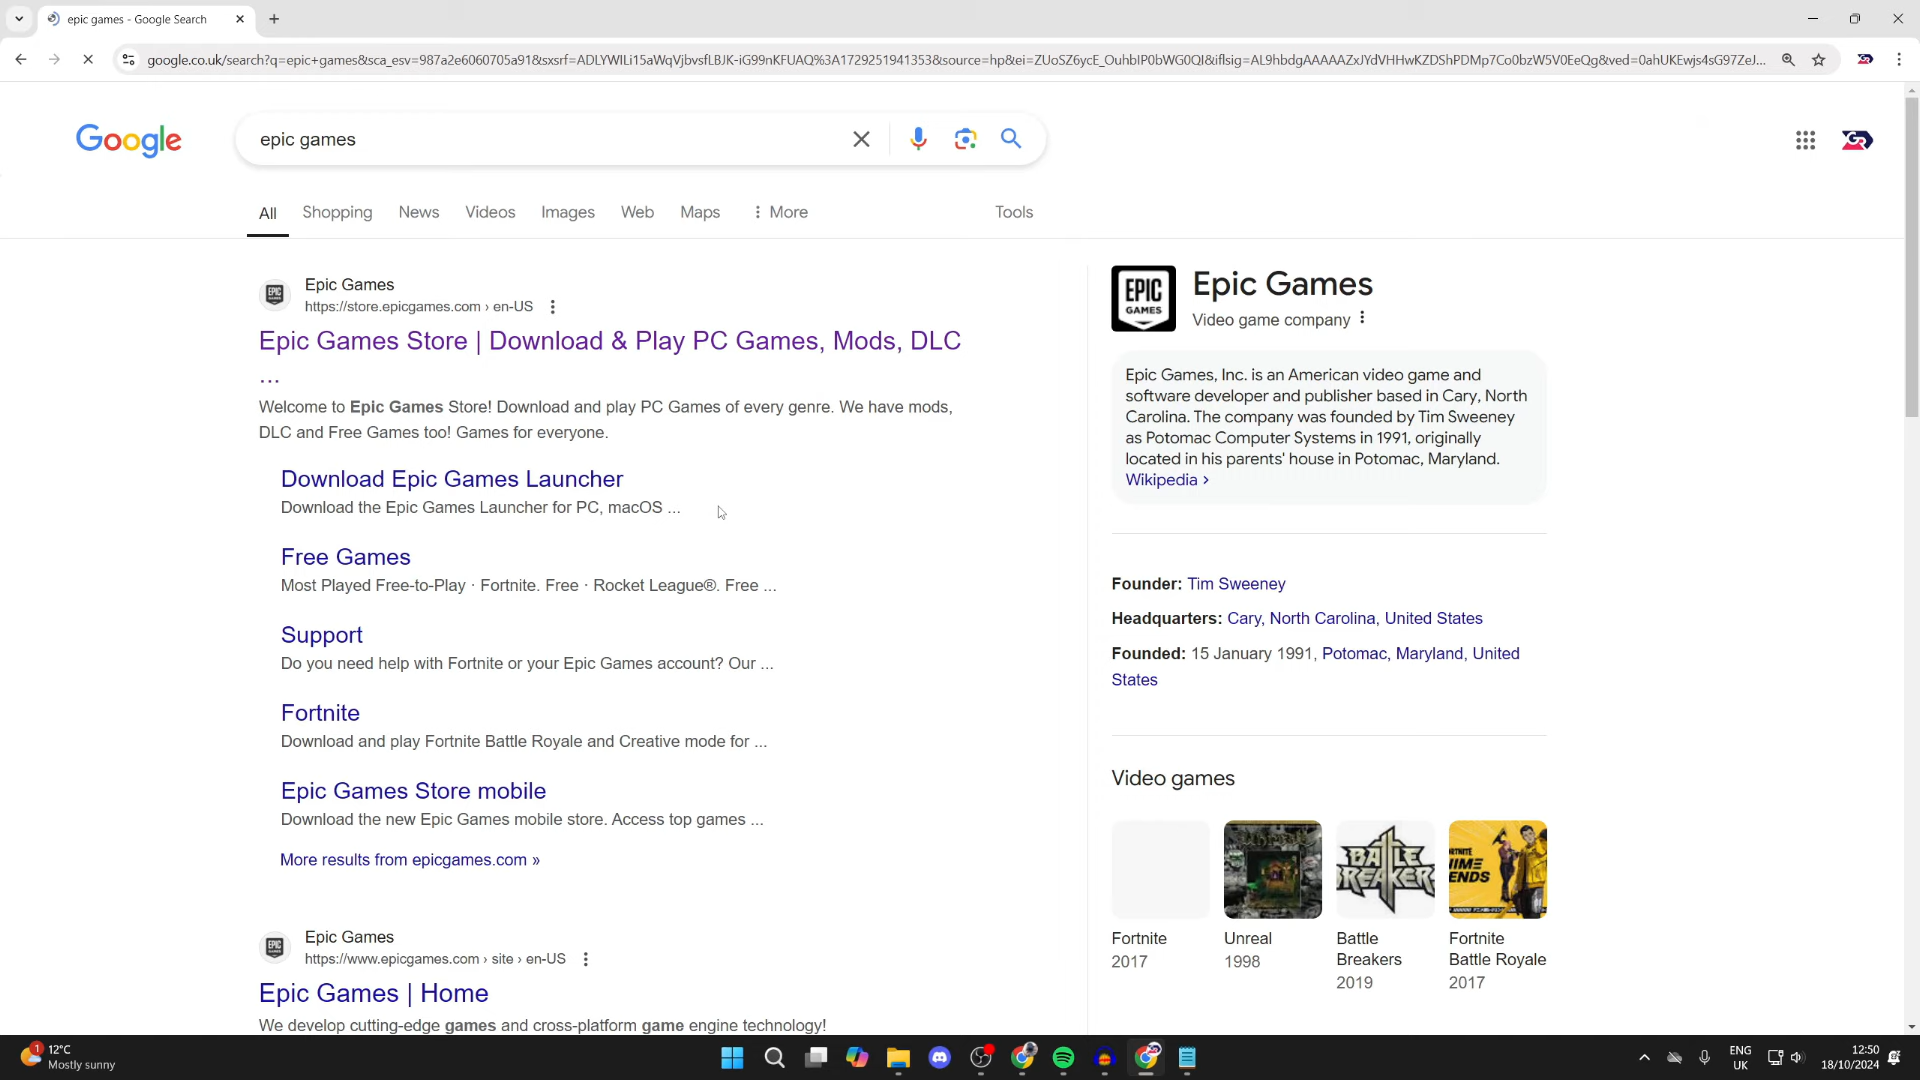 epic games - Google Search
google.co.uk/search?q=epic+games&sca_esv=987a2e6060705a91&sxsrf=ADLYWILi15aWqVjbvsfLBJK-iG99nKFUAQ%3A1729251941353&source=hp&ei=ZUoSZ6ycE_OuhbIP0bWG0QI&iflsig=AL9hbdgAAAAAZxJYdVHHwKZDShPDMp7Co0bzW5V0EeQg&ved=0ahUKEwjs4sG97ZeJ...
Google
epic games
All Shopping News Videos Images Web Maps More Tools
Epic Games
https://store.epicgames.com › en-US
Epic Games Store | Download & Play PC Games, Mods, DLC
...
Welcome to Epic Games Store! Download and play PC Games of every genre. We have mods,
DLC and Free Games too! Games for everyone.
Download Epic Games Launcher
Download the Epic Games Launcher for PC, macOS ...
Free Games
Most Played Free-to-Play · Fortnite. Free · Rocket League®. Free ...
Support
Do you need help with Fortnite or your Epic Games account? Our ...
Fortnite
Download and play Fortnite Battle Royale and Creative mode for ...
Epic Games Store mobile
Download the new Epic Games mobile store. Access top games ...
More results from epicgames.com »
Epic Games
https://www.epicgames.com › site › en-US
Epic Games | Home
We develop cutting-edge games and cross-platform game engine technology!
EPIC
GAMES
Epic Games
Video game company
Epic Games, Inc. is an American video game and
software developer and publisher based in Cary, North
Carolina. The company was founded by Tim Sweeney
as Potomac Computer Systems in 1991, originally
located in his parents' house in Potomac, Maryland.
Wikipedia ›
Founder: Tim Sweeney
Headquarters: Cary, North Carolina, United States
Founded: 15 January 1991, Potomac, Maryland, United
States
Video games
BATTLE
BREAKERS
Fortnite
2017
Unreal
1998
Battle
Breakers
2019
Fortnite
Battle Royale
2017
1
12°C
Mostly sunny
ENG
UK
12:50
18/10/2024